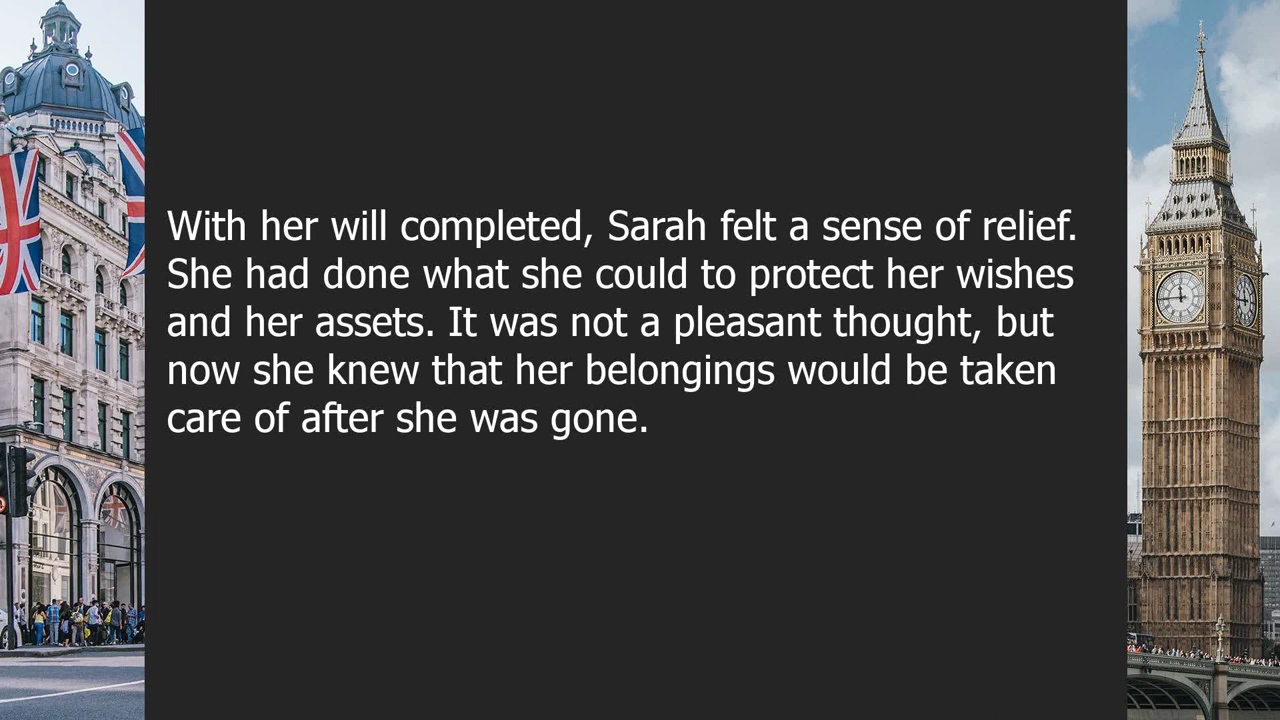 With her will completed, Sarah felt a sense of relief.
She had done what she could to protect her wishes
and her assets. It was not a pleasant thought, but
now she knew that her belongings would be taken
care of after she was gone.